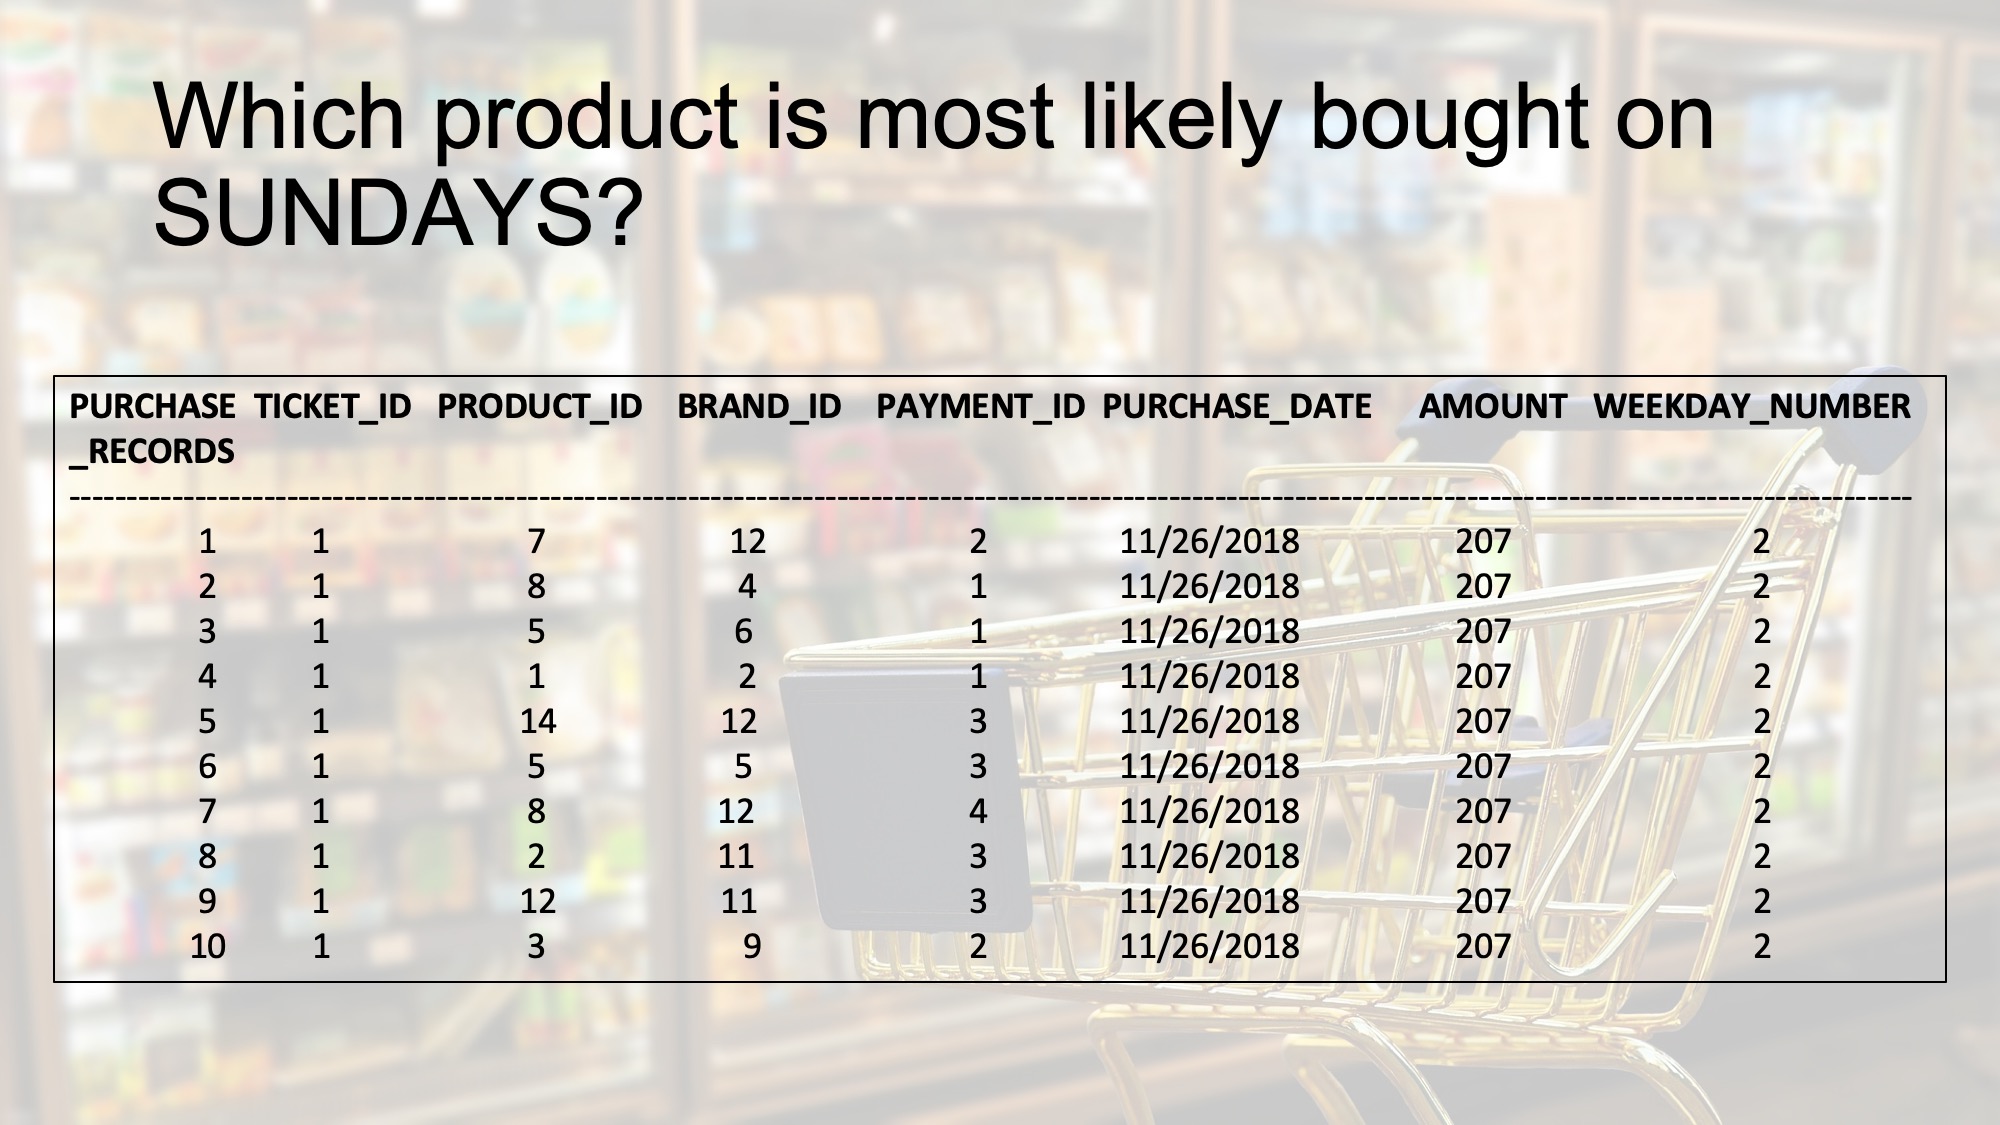 Which product is most likely bought on
SUNDAYS?
PURCHASE TICKET_ID PRODUCT_ID BRAND_ID PAYMENT_ID PURCHASE_DATE AMOUNT WEEKDAY_NUMBER
_RECORDS
--------------------------------------------------------------------------------------------------------------------------------------------
1 1 7 12 2 11/26/2018 207 2
2 1 8 4 1 11/26/2018 207 2
3 1 5 6 1 11/26/2018 207 2
4 1 1 2 1 11/26/2018 207 2
5 1 14 12 3 11/26/2018 207 2
6 1 5 5 3 11/26/2018 207 2
7 1 8 12 4 11/26/2018 207 2
8 1 2 11 3 11/26/2018 207 2
9 1 12 11 3 11/26/2018 207 2
10 1 3 9 2 11/26/2018 207 2